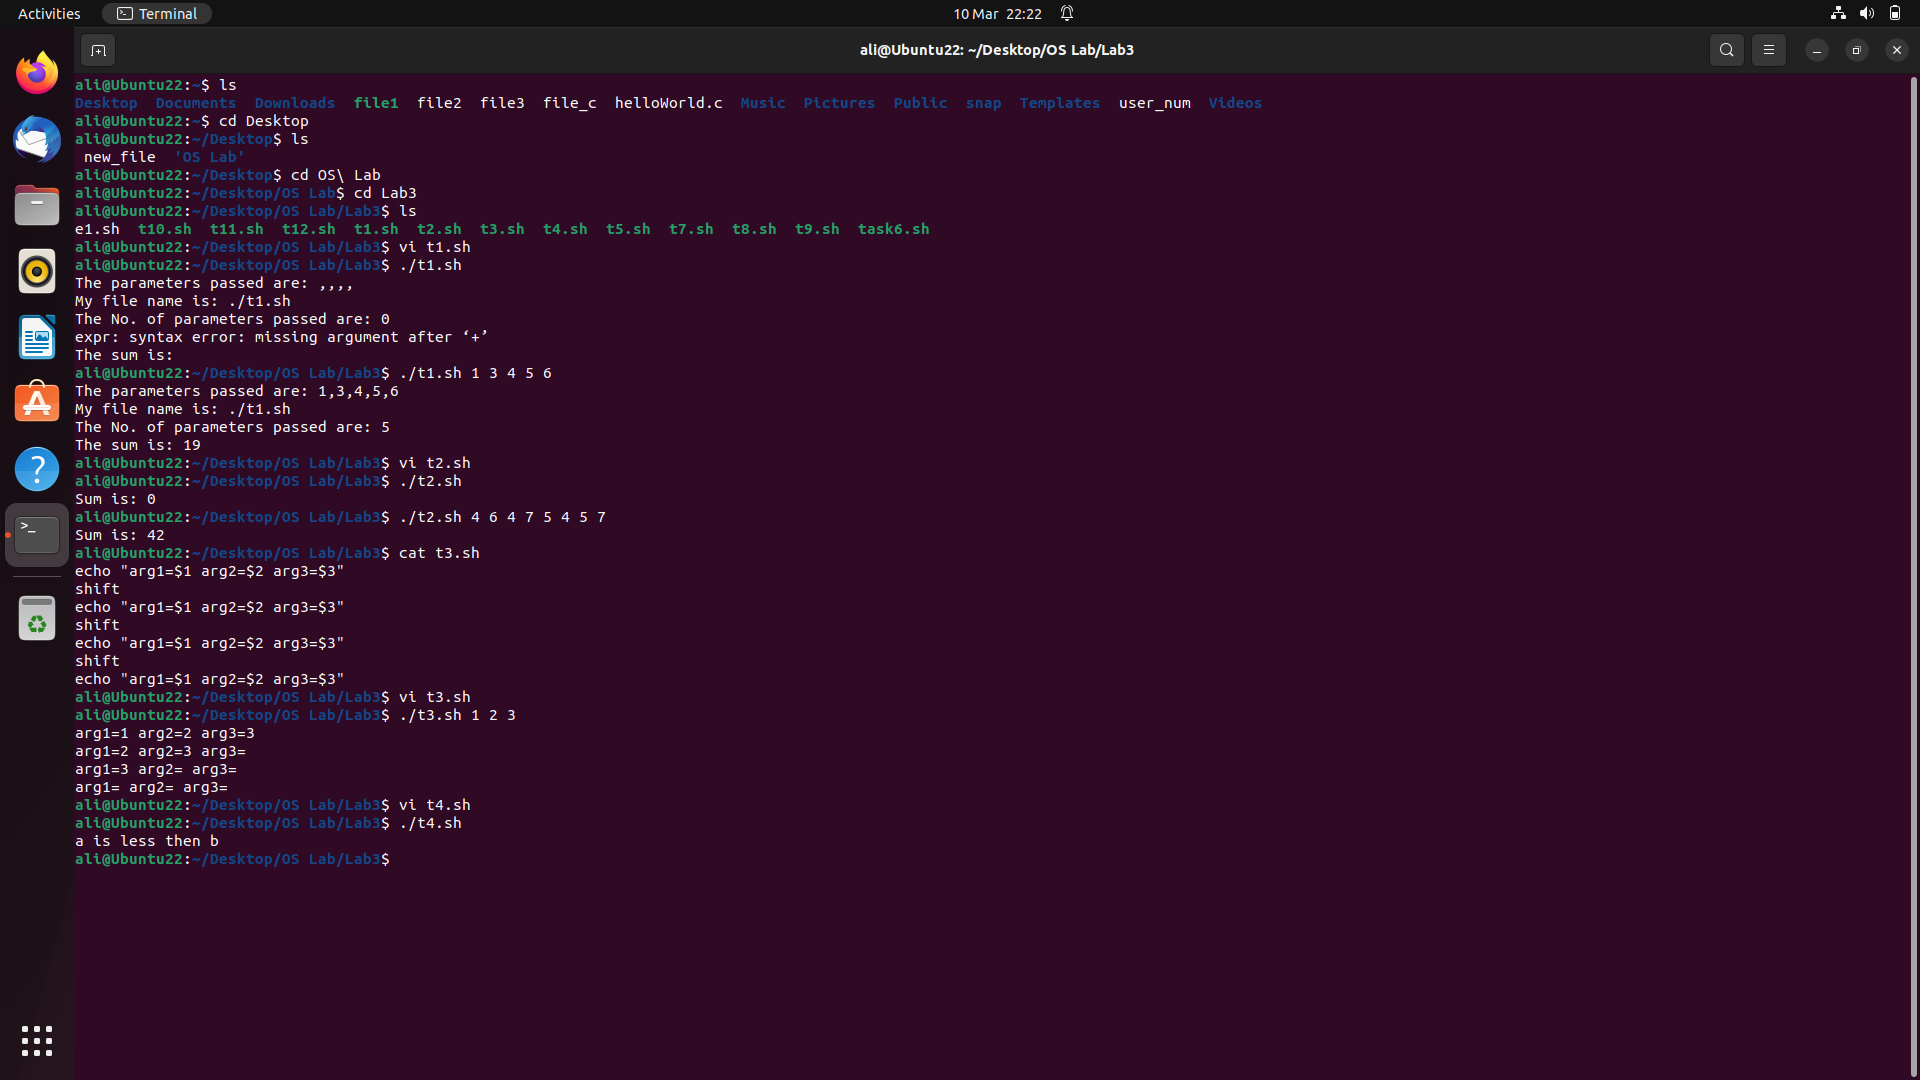 Activities Terminal 10 Mar 22:22
ali@Ubuntu22: ~/Desktop/OS Lab/Lab3
ali@Ubuntu22:~$ ls
Desktop Documents Downloads file1 file2 file3 file_c helloWorld.c Music Pictures Public snap Templates user_num Videos
ali@Ubuntu22:~$ cd Desktop
ali@Ubuntu22:~/Desktop$ ls
new_file 'OS Lab'
ali@Ubuntu22:~/Desktop$ cd OS\ Lab
ali@Ubuntu22:~/Desktop/OS Lab$ cd Lab3
ali@Ubuntu22:~/Desktop/OS Lab/Lab3$ ls
e1.sh t10.sh t11.sh t12.sh t1.sh t2.sh t3.sh t4.sh t5.sh t7.sh t8.sh t9.sh task6.sh
ali@Ubuntu22:~/Desktop/OS Lab/Lab3$ vi t1.sh
ali@Ubuntu22:~/Desktop/OS Lab/Lab3$ ./t1.sh
The parameters passed are: ,,,,
My file name is: ./t1.sh
The No. of parameters passed are: 0
expr: syntax error: missing argument after ‘+’
The sum is:
ali@Ubuntu22:~/Desktop/OS Lab/Lab3$ ./t1.sh 1 3 4 5 6
The parameters passed are: 1,3,4,5,6
My file name is: ./t1.sh
The No. of parameters passed are: 5
The sum is: 19
ali@Ubuntu22:~/Desktop/OS Lab/Lab3$ vi t2.sh
ali@Ubuntu22:~/Desktop/OS Lab/Lab3$ ./t2.sh
Sum is: 0
ali@Ubuntu22:~/Desktop/OS Lab/Lab3$ ./t2.sh 4 6 4 7 5 4 5 7
Sum is: 42
ali@Ubuntu22:~/Desktop/OS Lab/Lab3$ cat t3.sh
echo "arg1=$1 arg2=$2 arg3=$3"
shift
echo "arg1=$1 arg2=$2 arg3=$3"
shift
echo "arg1=$1 arg2=$2 arg3=$3"
shift
echo "arg1=$1 arg2=$2 arg3=$3"
ali@Ubuntu22:~/Desktop/OS Lab/Lab3$ vi t3.sh
ali@Ubuntu22:~/Desktop/OS Lab/Lab3$ ./t3.sh 1 2 3
arg1=1 arg2=2 arg3=3
arg1=2 arg2=3 arg3=
arg1=3 arg2= arg3=
arg1= arg2= arg3=
ali@Ubuntu22:~/Desktop/OS Lab/Lab3$ vi t4.sh
ali@Ubuntu22:~/Desktop/OS Lab/Lab3$ ./t4.sh
a is less then b
ali@Ubuntu22:~/Desktop/OS Lab/Lab3$